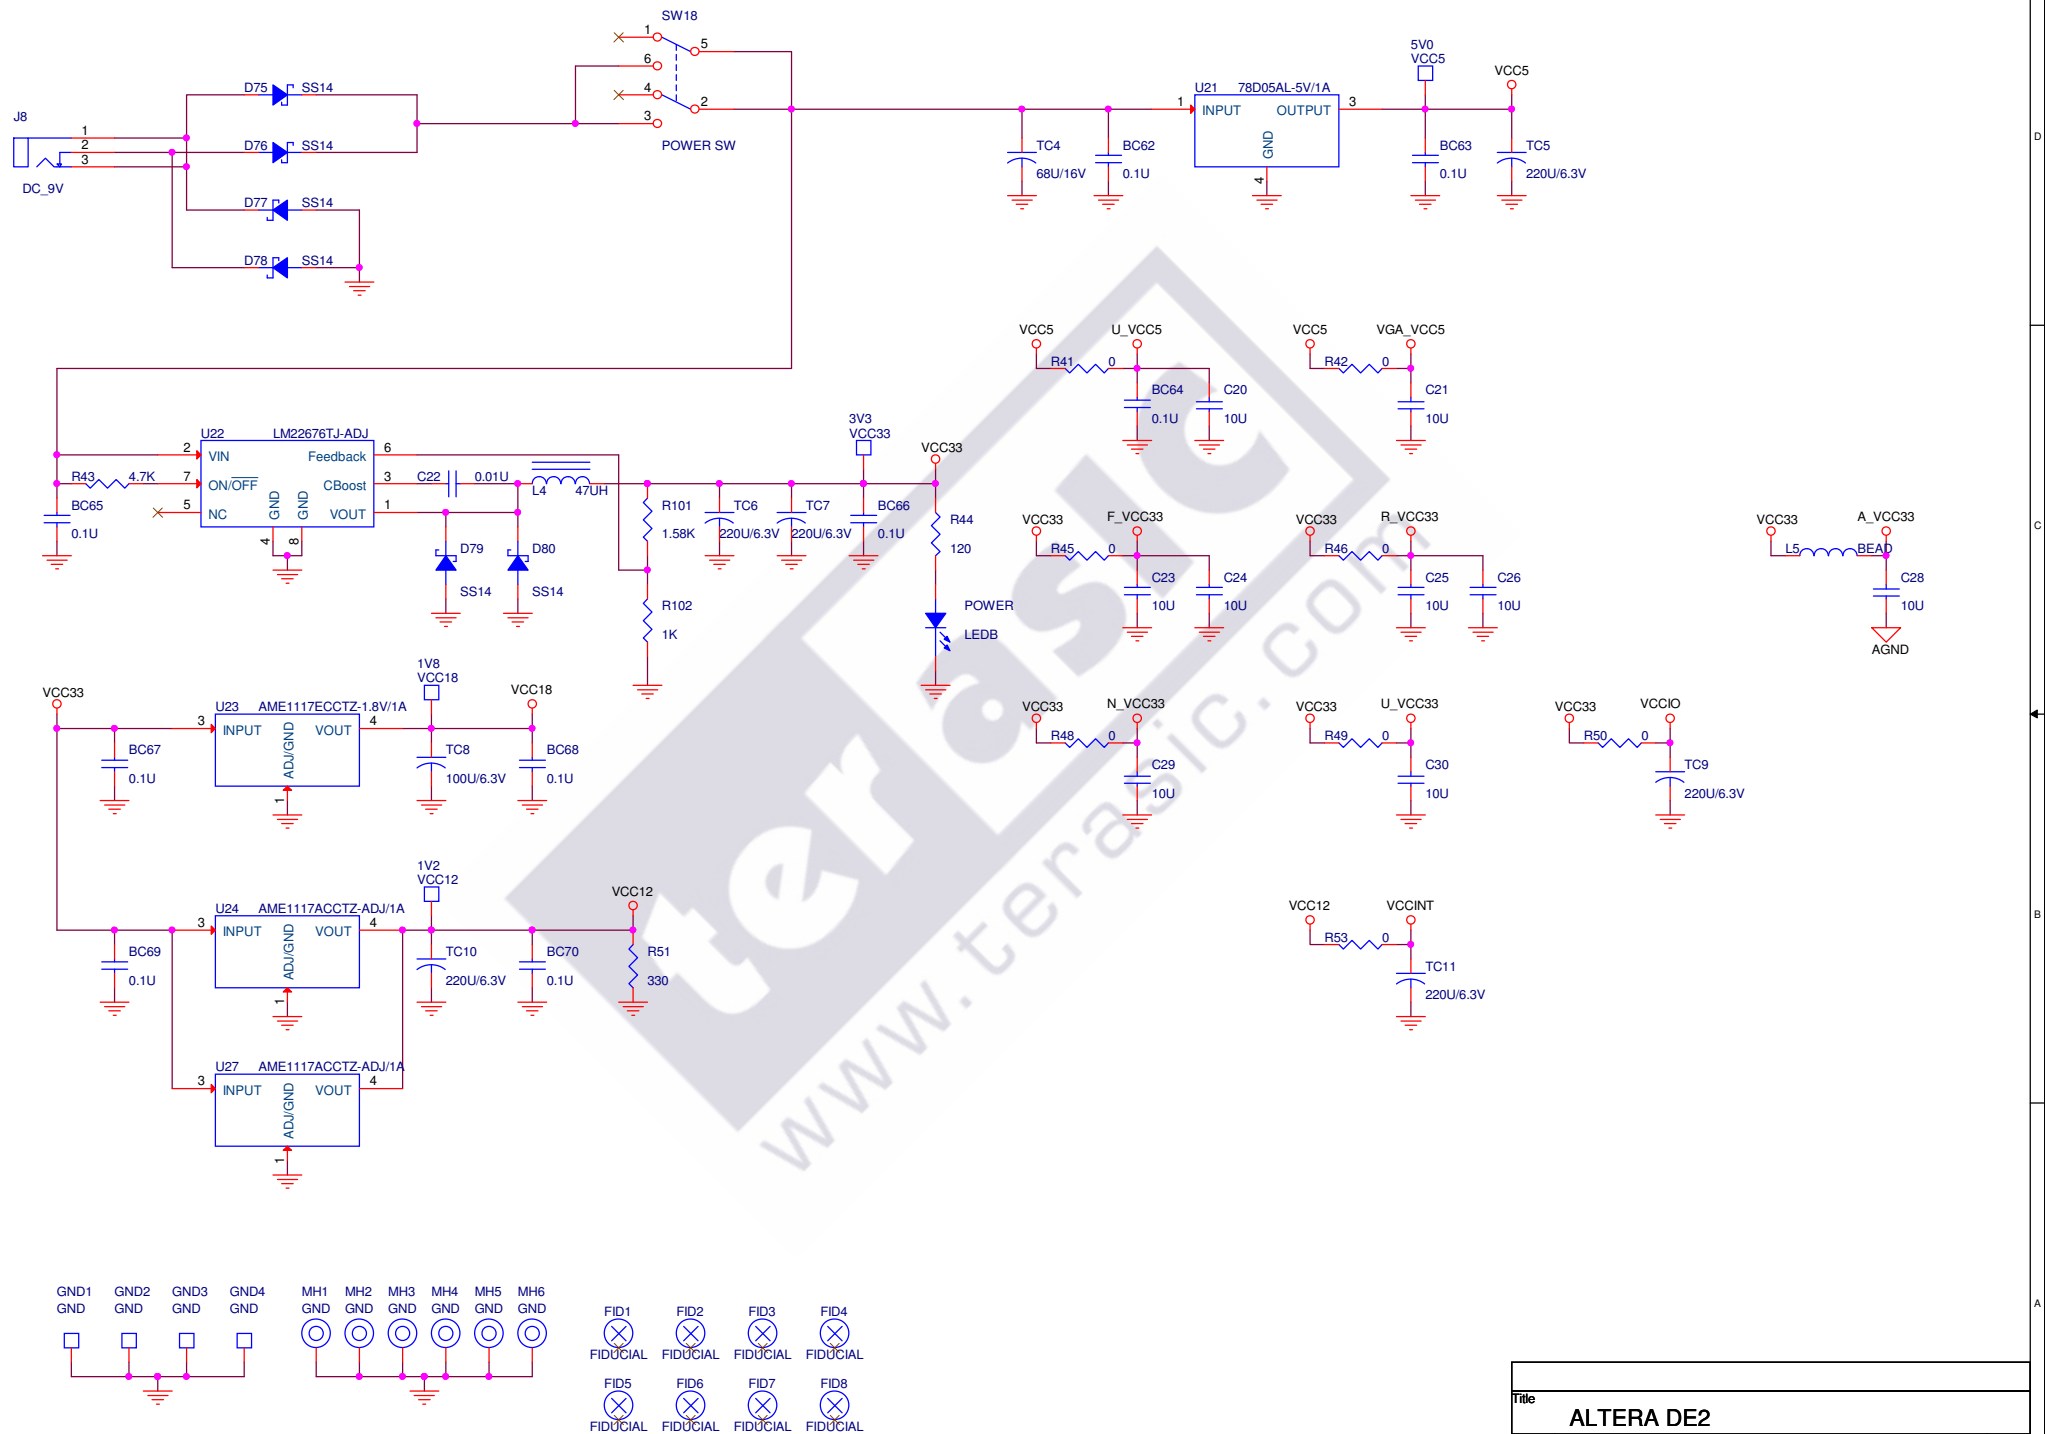 SW18
1
5
6
4
2
3
POWER SW
J8
1
2
3
DC_9V
D75 SS14
D76 SS14
D77 SS14
D78 SS14
TC4
68U/16V
BC62
0.1U
U21 78D05AL-5V/1A
1 INPUT OUTPUT 3
GND
4
5V0
VCC5
VCC5
BC63
0.1U
TC5
220U/6.3V
D
VCC5 U_VCC5
R41 0
BC64
0.1U
C20
10U
VCC5 VGA_VCC5
R42 0
C21
10U
U22 LM22676TJ-ADJ
2 VIN Feedback 6
7 ON/OFF CBoost 3
5 NC VOUT 1
GND GND
4 8
R43 4.7K
BC65
0.1U
C22 0.01U
L4 47UH
D79
SS14
D80
SS14
R101
1.58K
R102
1K
TC6
220U/6.3V
TC7
220U/6.3V
3V3
VCC33
BC66
0.1U
VCC33
R44
120
POWER
LEDB
VCC33 F_VCC33
R45 0
C23
10U
C24
10U
VCC33 R_VCC33
R46 0
C25
10U
C26
10U
VCC33 A_VCC33
L5 BEAD
C28
10U
AGND
C
VCC33
BC67
0.1U
U23 AME1117ECCTZ-1.8V/1A
3 INPUT VOUT 4
ADJ/GND
1
1V8
VCC18
TC8
100U/6.3V
VCC18
BC68
0.1U
VCC33 N_VCC33
R48 0
C29
10U
VCC33 U_VCC33
R49 0
C30
10U
VCC33 VCCIO
R50 0
TC9
220U/6.3V
BC69
0.1U
U24 AME1117ACCTZ-ADJ/1A
3 INPUT VOUT 4
ADJ/GND
1
1V2
VCC12
TC10
220U/6.3V
BC70
0.1U
VCC12
R51
330
VCC12 VCCINT
R53 0
TC11
220U/6.3V
B
U27 AME1117ACCTZ-ADJ/1A
3 INPUT VOUT 4
ADJ/GND
1
terasic
www.terasic.com
GND1 GND2 GND3 GND4
GND GND GND GND
MH1 MH2 MH3 MH4 MH5 MH6
GND GND GND GND GND GND
FID1 FID2 FID3 FID4
FIDUCIAL FIDUCIAL FIDUCIAL FIDUCIAL
FID5 FID6 FID7 FID8
FIDUCIAL FIDUCIAL FIDUCIAL FIDUCIAL
A
Title
ALTERA DE2